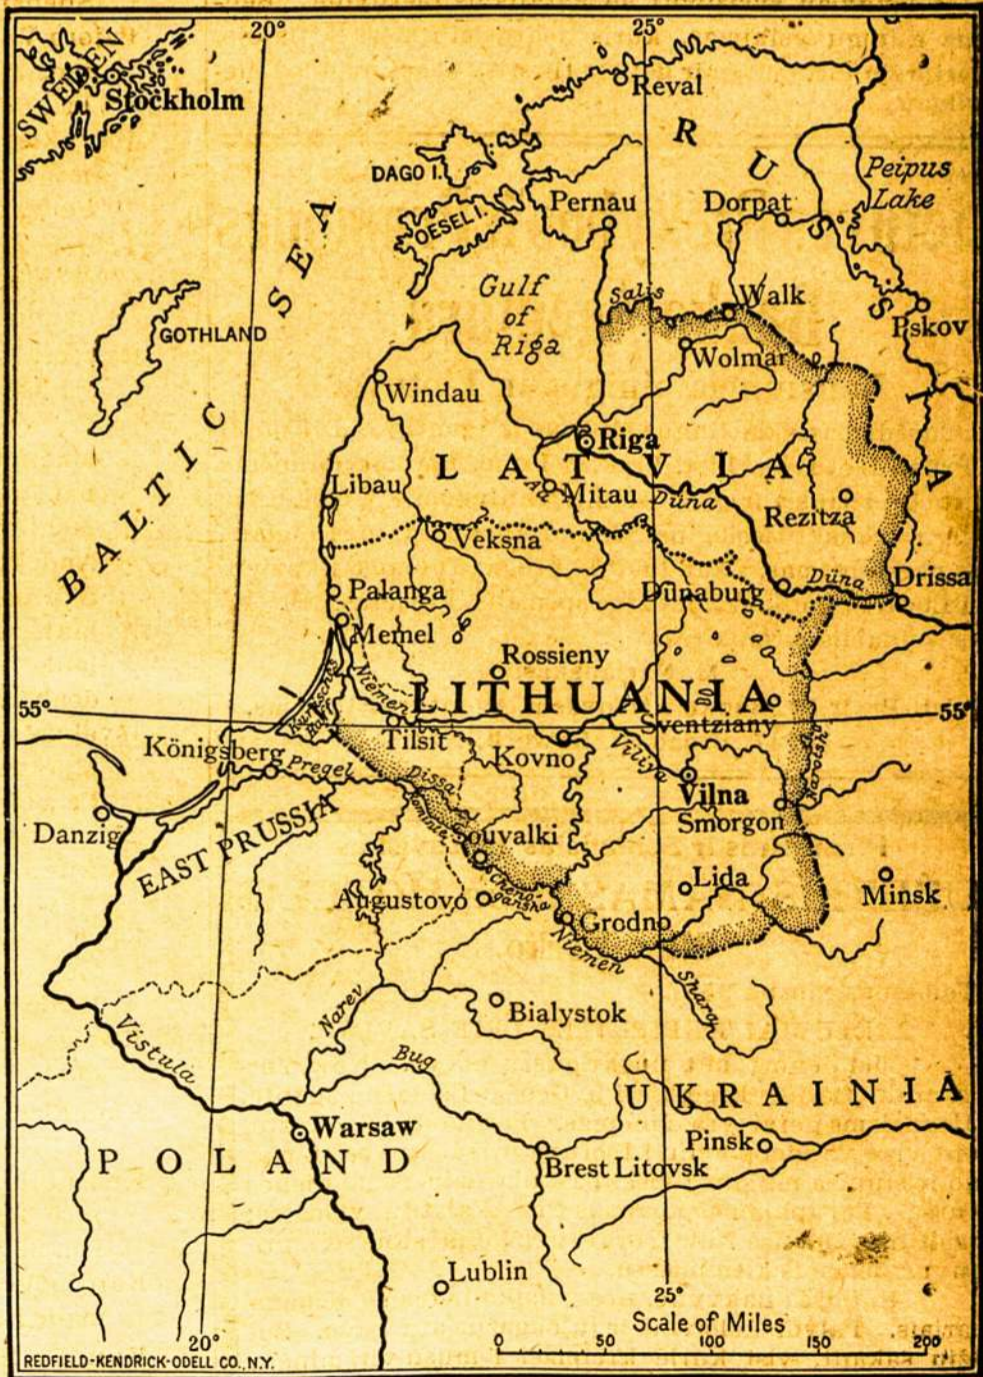 20°
25°
SWEDEN
Stockholm
Reval
RUSSIA
DAGO I.
OESEL I.
Pernau
Dorpat
Peipus
Lake
BALTIC SEA
Gulf
of
Riga
Salis
Walk
Pskov
GOTHLAND
Wolmar
Windau
Riga
LATVIA
Libau
Aa
Mitau
Düna
Rezitza
Veksna
Palanga
Dünaburg
Düna
Drissa
Memel
Rossieny
Niemen
LITHUANIA
55°
55°
Sventziany
Tilsit
Kovno
Viliya
Königsberg
Pregel
Pissa
Vilna
Danzig
EAST PRUSSIA
Souvalki
Smorgon
Augustovo
Lida
Minsk
Grodno
Niemen
Shara
Narev
Bialystok
Vistula
Bug
UKRAINIA
Warsaw
Pinsk
POLAND
Brest Litovsk
Lublin
25°
20°
Scale of Miles
0 50 100 200
REDFIELD-KENDRICK-ODELL CO., N.Y.